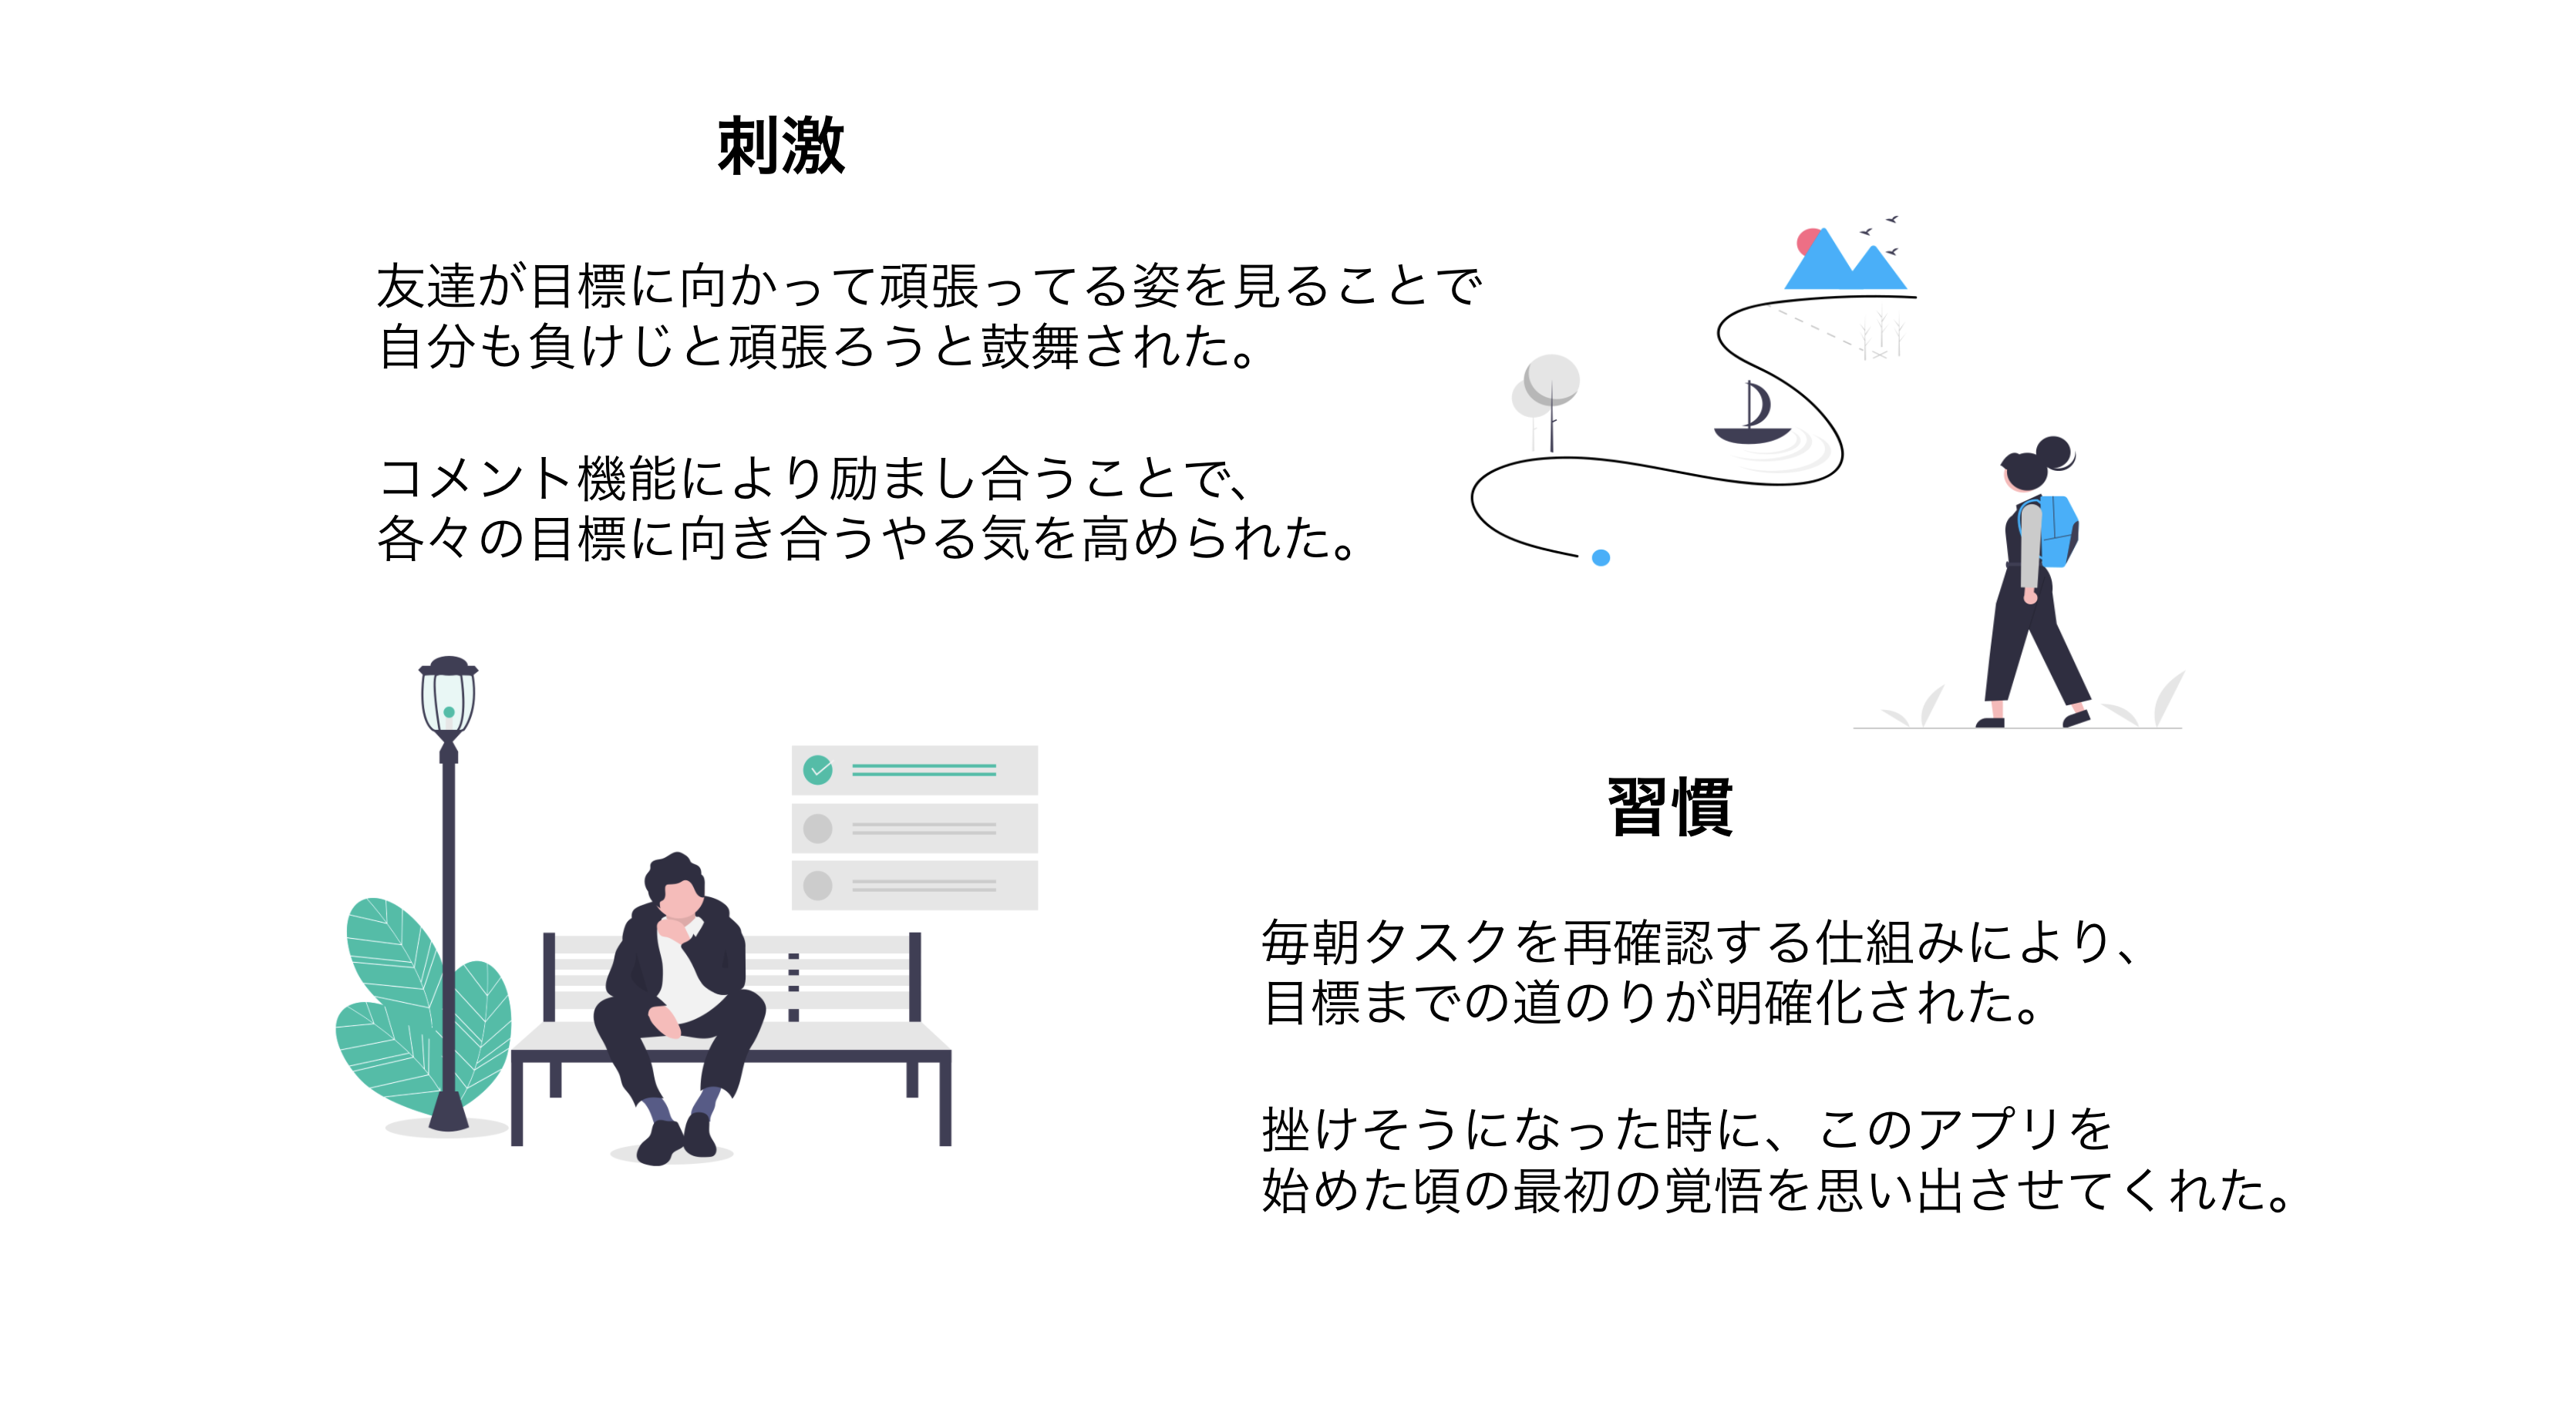 刺激
友達が目標に向かって頑張ってる姿を見ることで
自分も負けじと頑張ろうと鼓舞された。
コメント機能により励まし合うことで、
各々の目標に向き合うやる気を高められた。
習慣
毎朝タスクを再確認する仕組みにより、
目標までの道のりが明確化された。
挫けそうになった時に、このアプリを
始めた頃の最初の覚悟を思い出させてくれた。